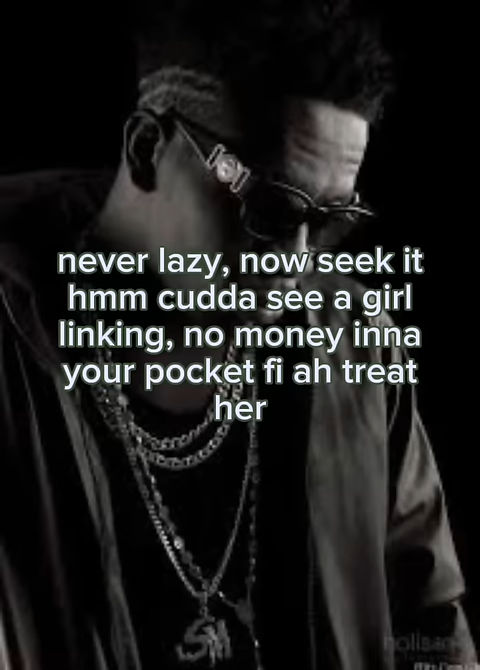 never lazy, now seek it
hmm cudda see a girl
linking, no money inna
your pocket fi ah treat
her
SM